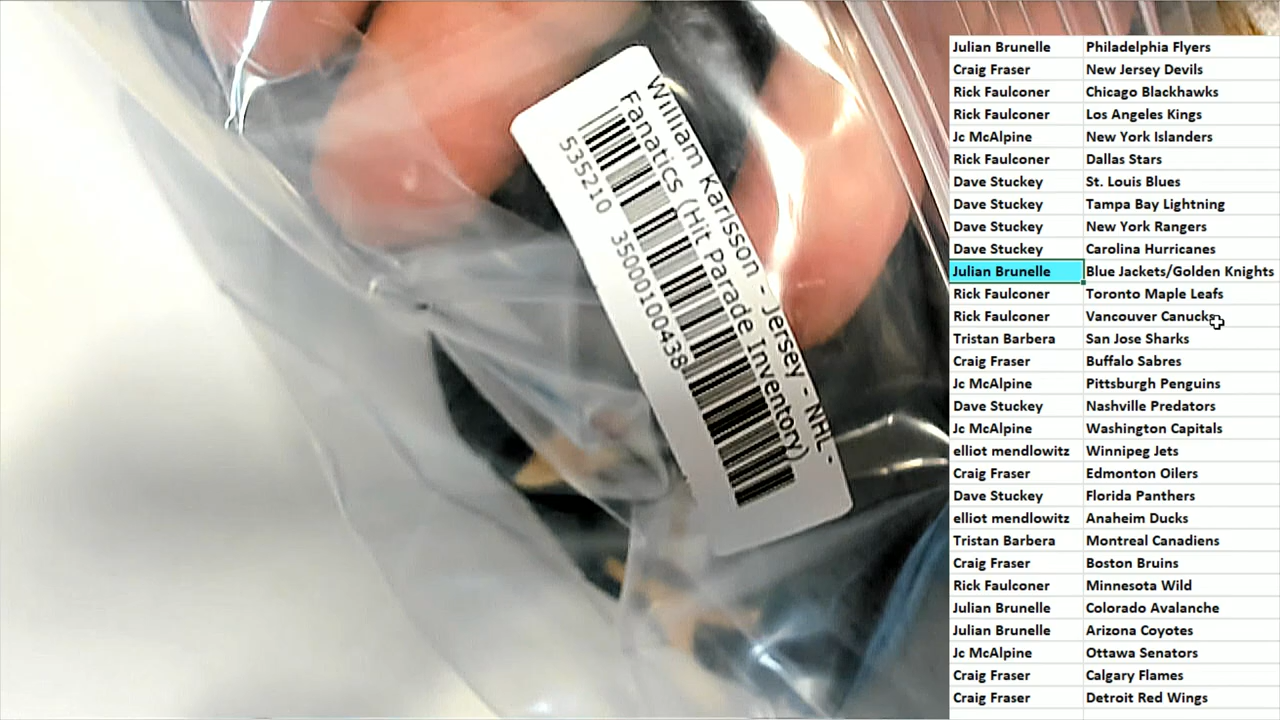 William Karlsson - Jersey - NHL -
Fanatics (Hit Parade Inventory)
535210 35000100438
Julian Brunelle Philadelphia Flyers
Craig Fraser New Jersey Devils
Rick Faulconer Chicago Blackhawks
Rick Faulconer Los Angeles Kings
Jc McAlpine New York Islanders
Rick Faulconer Dallas Stars
Dave Stuckey St. Louis Blues
Dave Stuckey Tampa Bay Lightning
Dave Stuckey New York Rangers
Dave Stuckey Carolina Hurricanes
Julian Brunelle Blue Jackets/Golden Knights
Rick Faulconer Toronto Maple Leafs
Rick Faulconer Vancouver Canucks
Tristan Barbera San Jose Sharks
Craig Fraser Buffalo Sabres
Jc McAlpine Pittsburgh Penguins
Dave Stuckey Nashville Predators
Jc McAlpine Washington Capitals
elliot mendlowitz Winnipeg Jets
Craig Fraser Edmonton Oilers
Dave Stuckey Florida Panthers
elliot mendlowitz Anaheim Ducks
Tristan Barbera Montreal Canadiens
Craig Fraser Boston Bruins
Rick Faulconer Minnesota Wild
Julian Brunelle Colorado Avalanche
Julian Brunelle Arizona Coyotes
Jc McAlpine Ottawa Senators
Craig Fraser Calgary Flames
Craig Fraser Detroit Red Wings